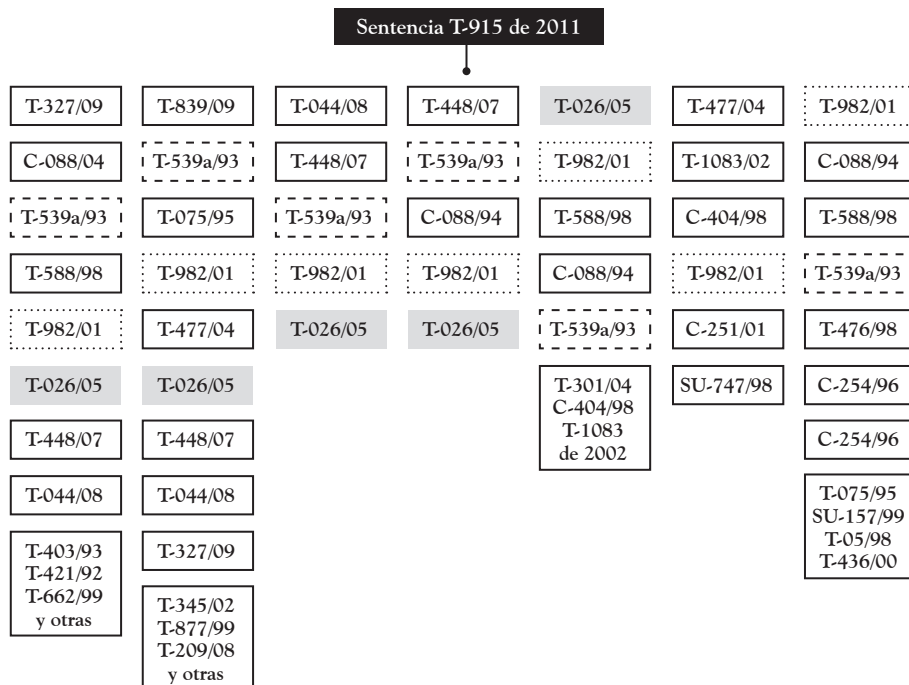 Sentencia T-915 de 2011
T-327/09
C-088/04
T-539a/93
T-588/98
T-982/01
T-026/05
T-448/07
T-044/08
T-403/93
T-421/92
T-662/99
y otras
T-839/09
T-539a/93
T-075/95
T-982/01
T-477/04
T-026/05
T-448/07
T-044/08
T-327/09
T-345/02
T-877/99
T-209/08
y otras
T-044/08
T-448/07
T-539a/93
T-982/01
T-026/05
T-448/07
T-539a/93
C-088/94
T-982/01
T-026/05
T-026/05
T-982/01
T-588/98
C-088/94
T-539a/93
T-301/04
C-404/98
T-1083
de 2002
T-477/04
T-1083/02
C-404/98
T-982/01
C-251/01
SU-747/98
T-982/01
C-088/94
T-588/98
T-539a/93
T-476/98
C-254/96
C-254/96
T-075/95
SU-157/99
T-05/98
T-436/00